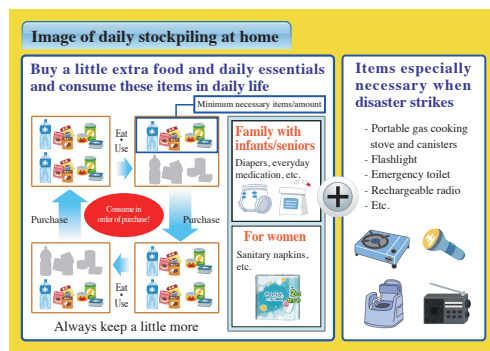 Image of daily stockpiling at home
Buy a little extra food and daily essentials
and consume these items in daily life
Minimum necessary items/amount
Eat
•
Use
Purchase
Consume in
order of purchase!
Purchase
Eat
•
Use
Always keep a little more
Family with
infants/seniors
Diapers, everyday
medication, etc.
For women
Sanitary napkins,
etc.
+
Items especially
necessary when
disaster strikes
- Portable gas cooking
stove and canisters
- Flashlight
- Emergency toilet
- Rechargeable radio
- Etc.